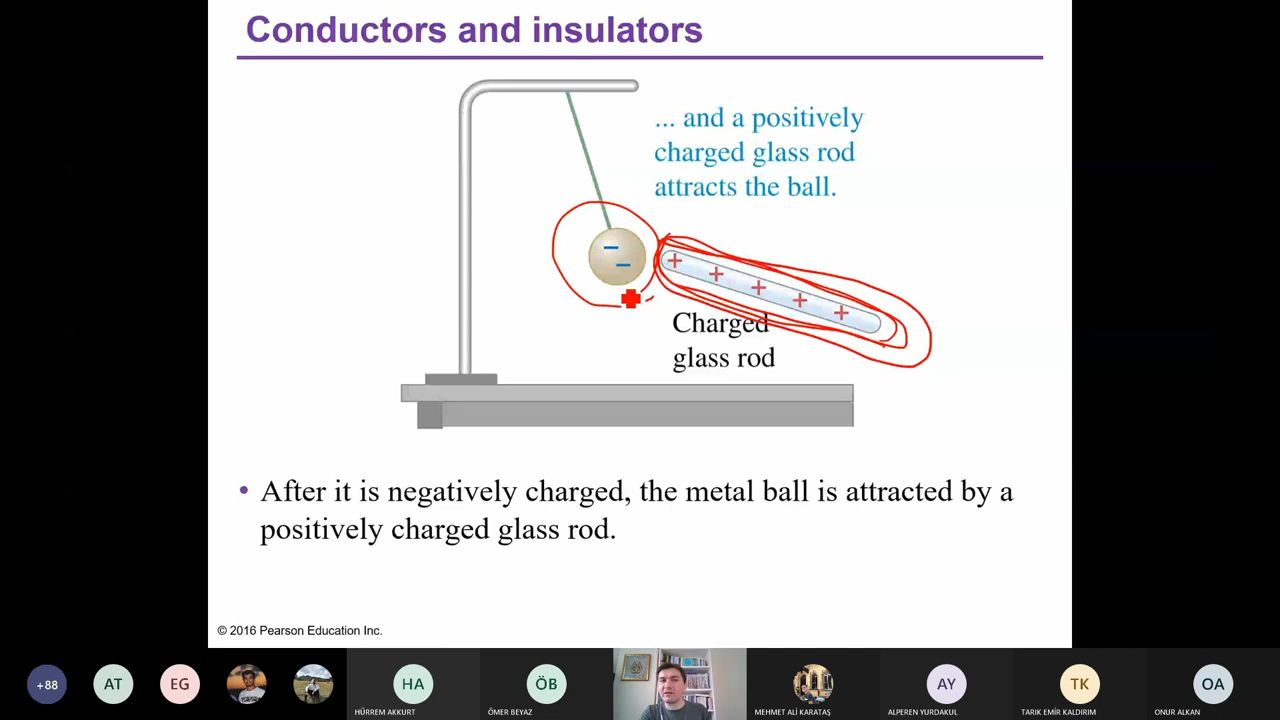 Conductors and insulators
... and a positively
charged glass rod
attracts the ball.
Charged
glass rod
• After it is negatively charged, the metal ball is attracted by a
positively charged glass rod.
© 2016 Pearson Education Inc.
+88
AT
EG
HA
HÜRREM AKKURT
ÖB
ÖMER BEYAZ
MEHMET ALİ KARATAŞ
AY
ALPEREN YURDAKUL
TK
TARIK EMİR KALDIRIM
OA
ONUR ALKAN